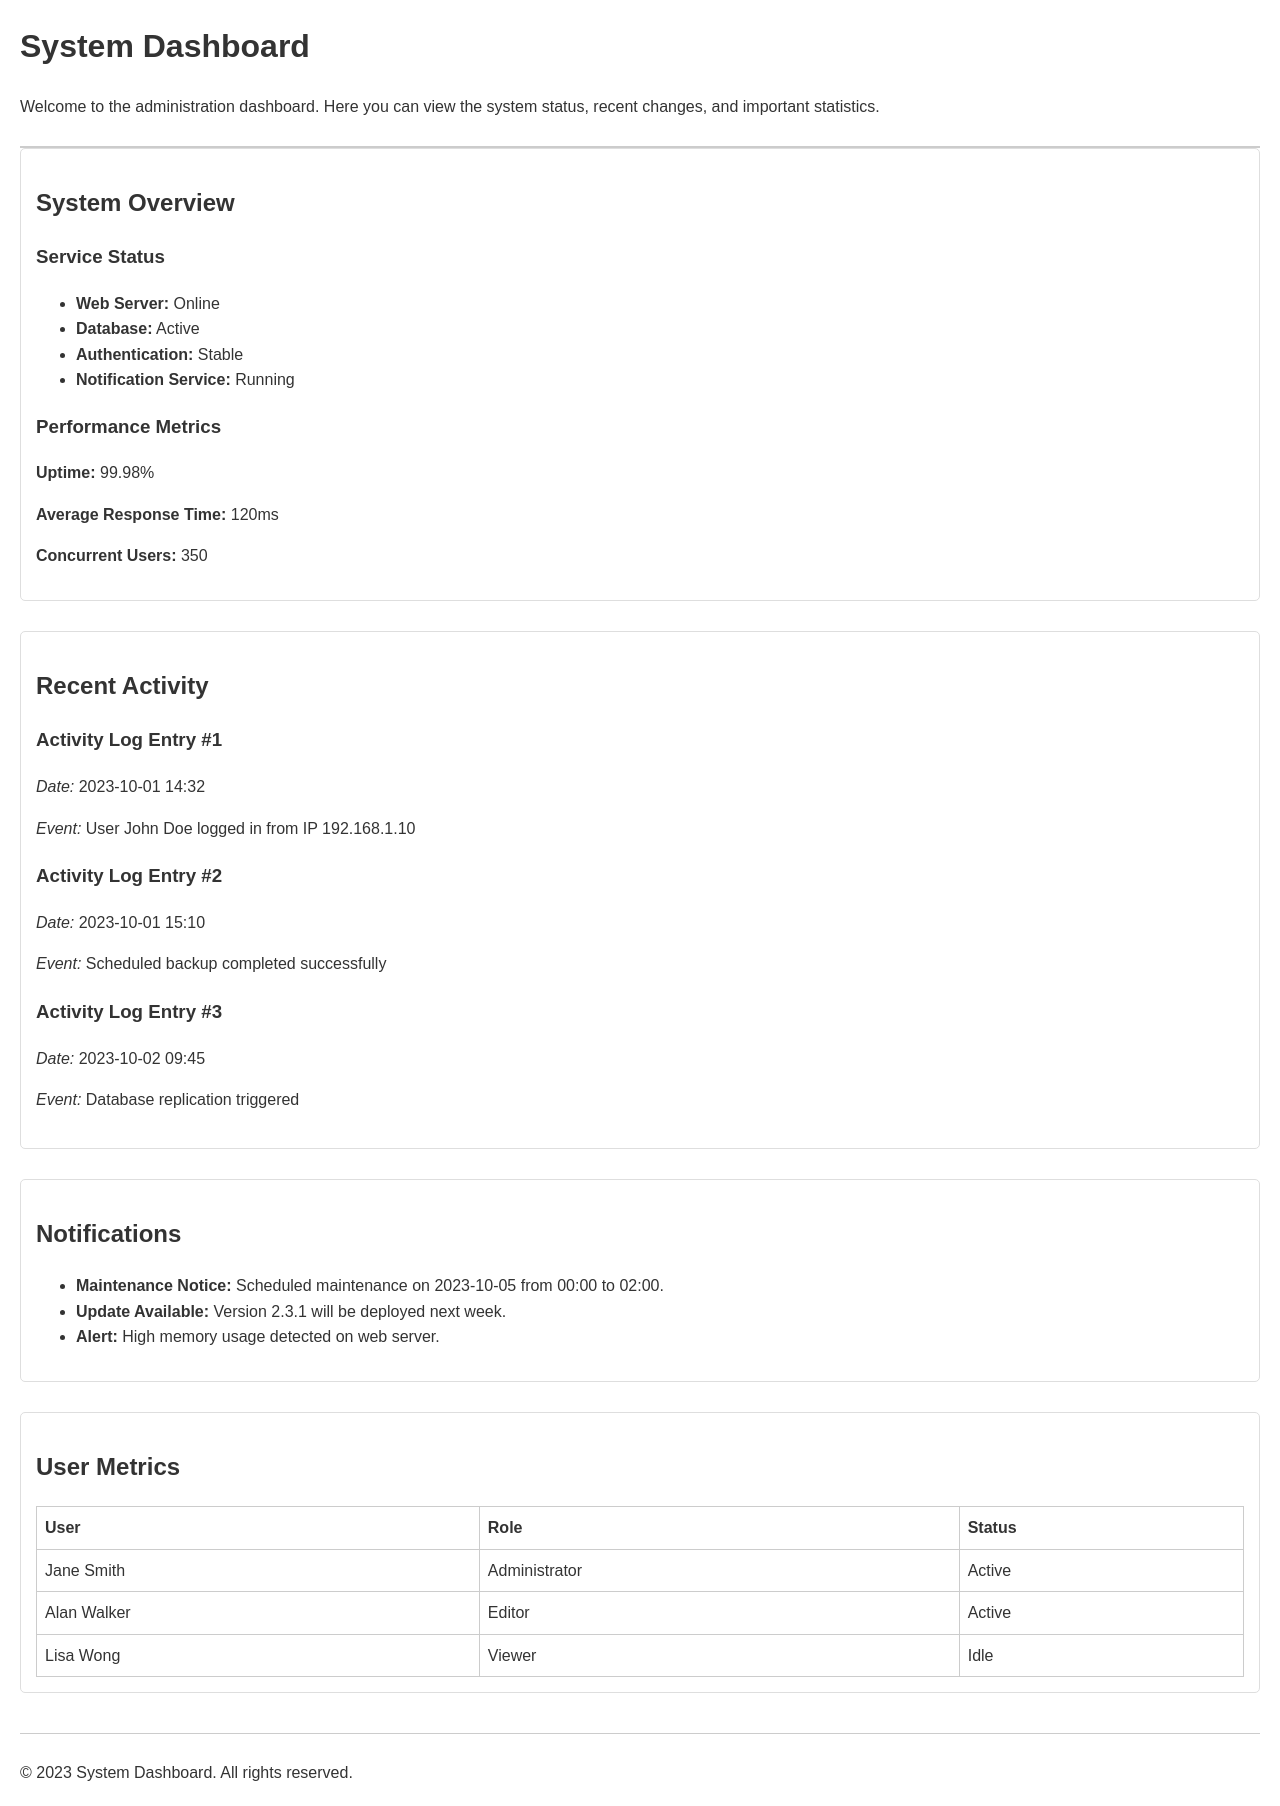 System Dashboard
Welcome to the administration dashboard. Here you can view the system status, recent changes, and important statistics.
System Overview
Service Status
Web Server: Online
Database: Active
Authentication: Stable
Notification Service: Running
Performance Metrics
Uptime: 99.98%
Average Response Time: 120ms
Concurrent Users: 350
Recent Activity
Activity Log Entry #1
Date: 2023-10-01 14:32
Event: User John Doe logged in from IP 192.168.1.10
Activity Log Entry #2
Date: 2023-10-01 15:10
Event: Scheduled backup completed successfully
Activity Log Entry #3
Date: 2023-10-02 09:45
Event: Database replication triggered
Notifications
Maintenance Notice: Scheduled maintenance on 2023-10-05 from 00:00 to 02:00.
Update Available: Version 2.3.1 will be deployed next week.
Alert: High memory usage detected on web server.
User Metrics
User Role Status
Jane Smith Administrator Active
Alan Walker Editor Active
Lisa Wong Viewer Idle
© 2023 System Dashboard. All rights reserved.